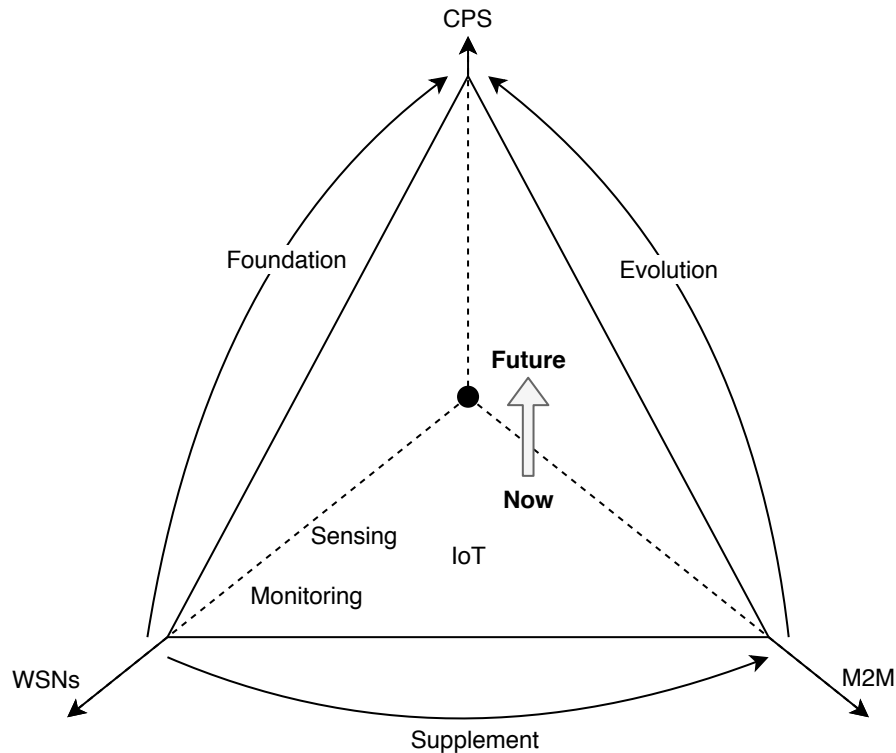 CPS
Foundation
Evolution
Future
Now
Sensing
IoT
Monitoring
WSNs
M2M
Supplement